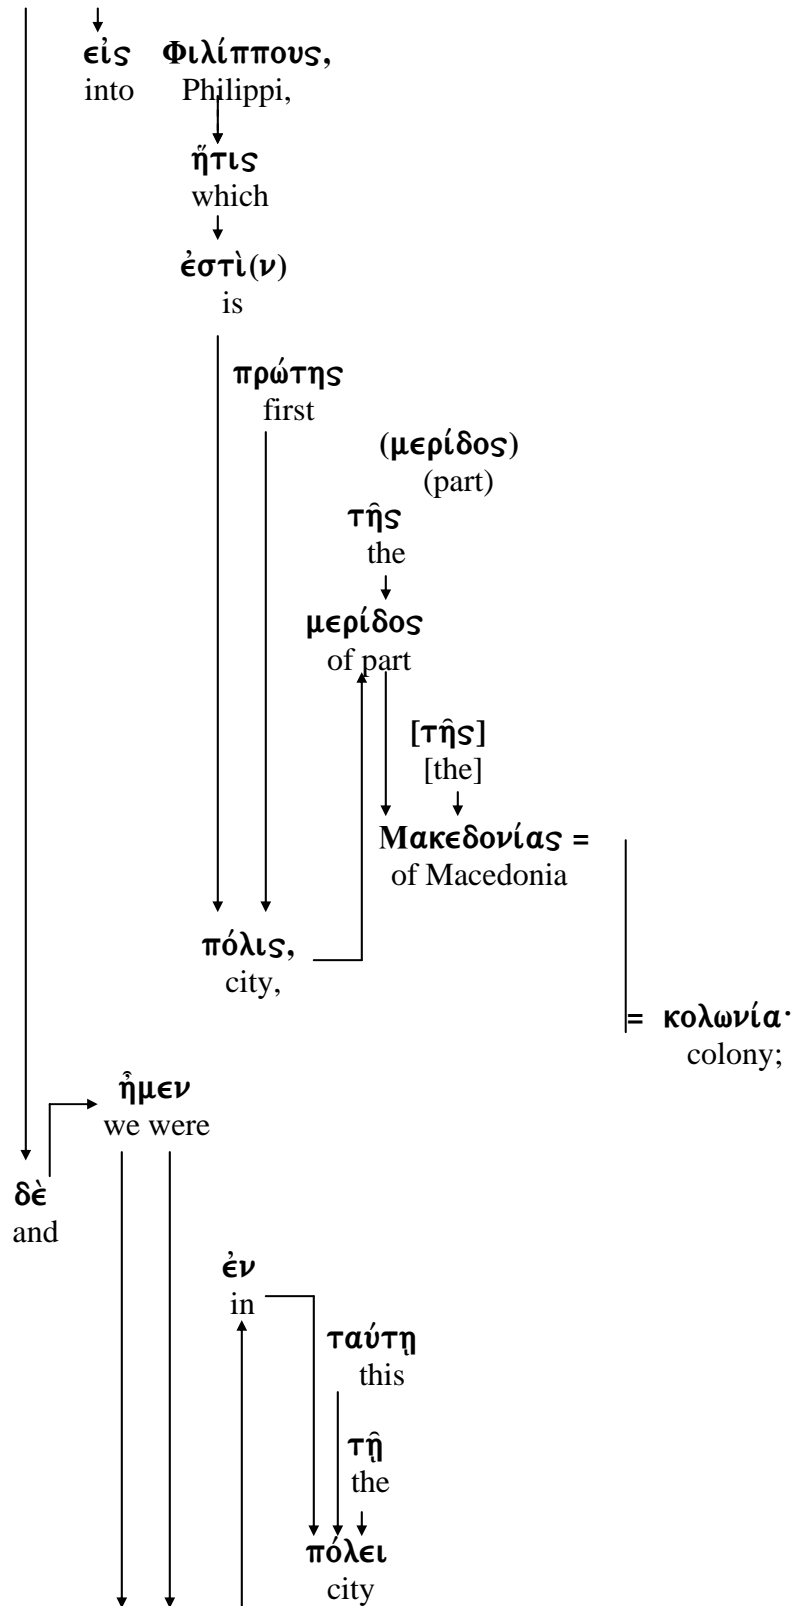 εἰς Φιλίππους,
into Philippi,
ἥτις
which
ἐστὶ(ν)
is
πρώτης
first
(μερίδος)
(part)
τῆς
the
μερίδος
of part
[τῆς]
[the]
Μακεδονίας =
of Macedonia
πόλις,
city,
= κολωνία·
colony;
ἦμεν
we were
δὲ
and
ἐν
in
ταύτῃ
this
τῇ
the
πόλει
city